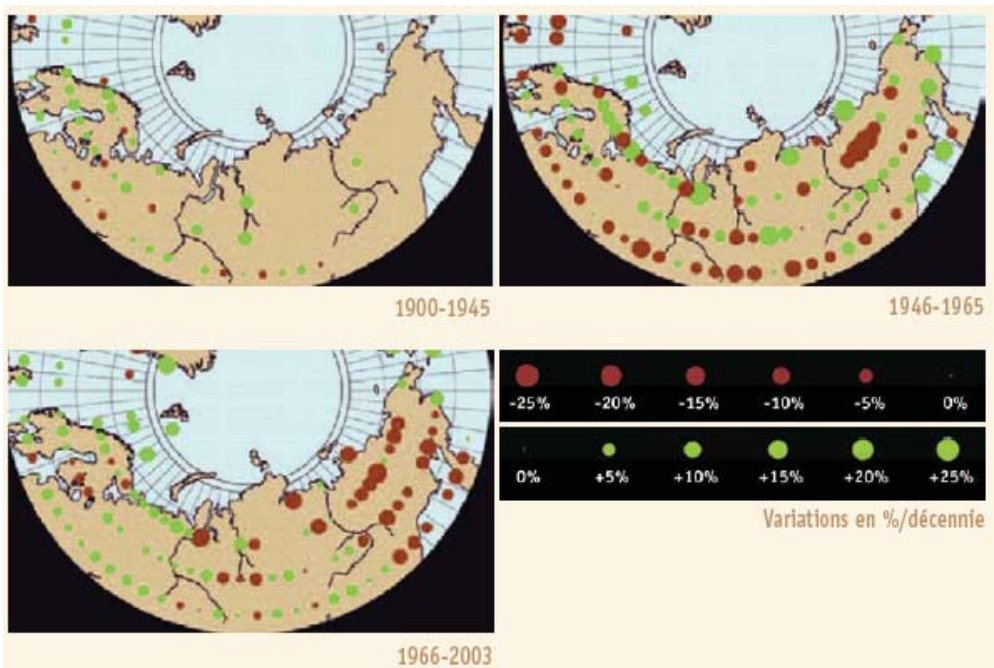 1900-1945
1946-1965
1966-2003
-25% -20% -15% -10% -5% 0%
0% +5% +10% +15% +20% +25%
Variations en %/décennie